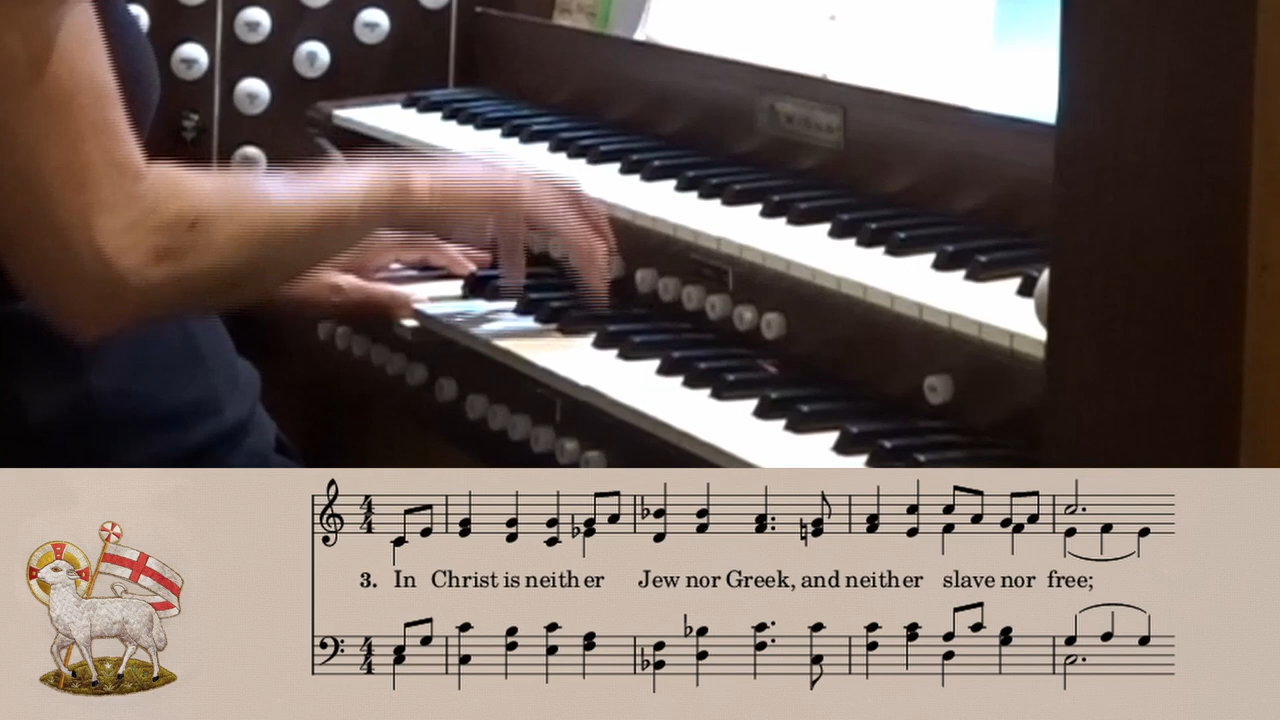 3. In Christ is neither Jew nor Greek, and neither slave nor free;